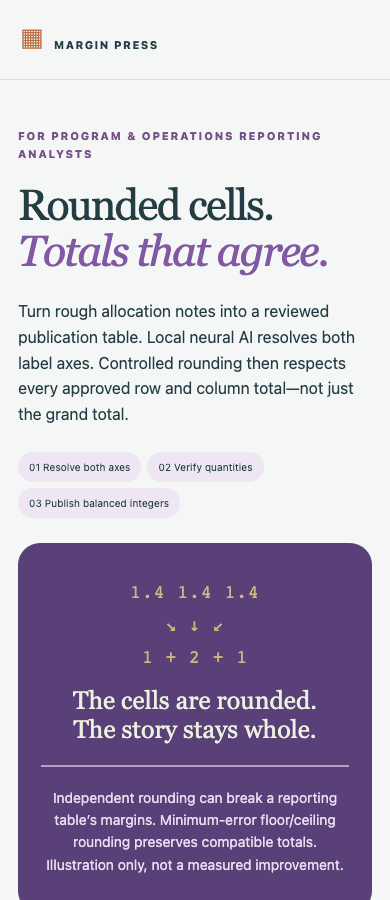 MARGIN PRESS
FOR PROGRAM & OPERATIONS REPORTING
ANALYSTS
Rounded cells.
Totals that agree.
Turn rough allocation notes into a reviewed
publication table. Local neural AI resolves both
label axes. Controlled rounding then respects
every approved row and column total—not just
the grand total.
01 Resolve both axes
02 Verify quantities
03 Publish balanced integers
1.4 1.4 1.4
↘ ↓ ↙
1 + 2 + 1
The cells are rounded.
The story stays whole.
Independent rounding can break a reporting
table’s margins. Minimum-error floor/ceiling
rounding preserves compatible totals.
Illustration only, not a measured improvement.